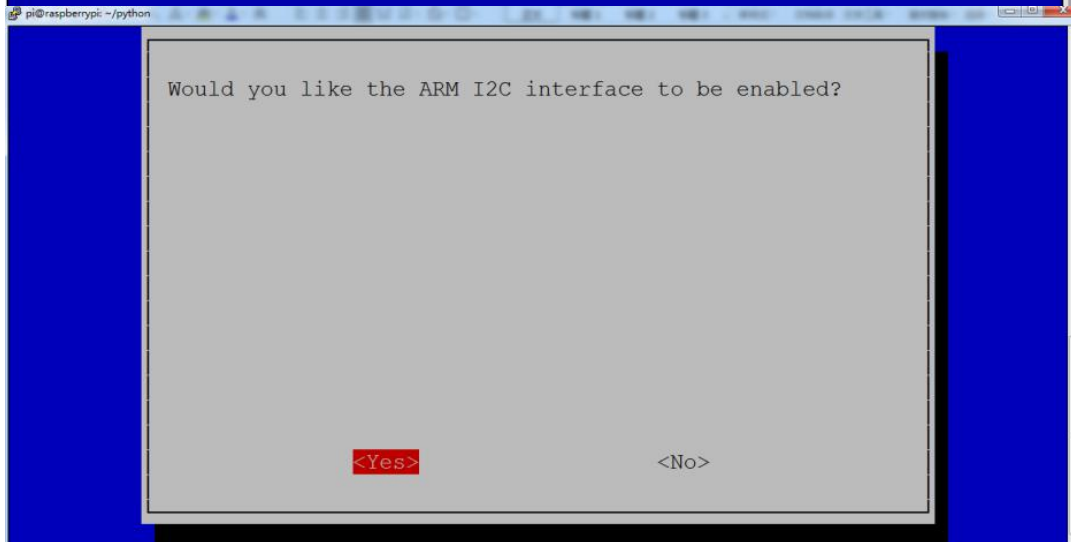 pi@raspberrypi: ~/python
Would you like the ARM I2C interface to be enabled?
<Yes> <No>